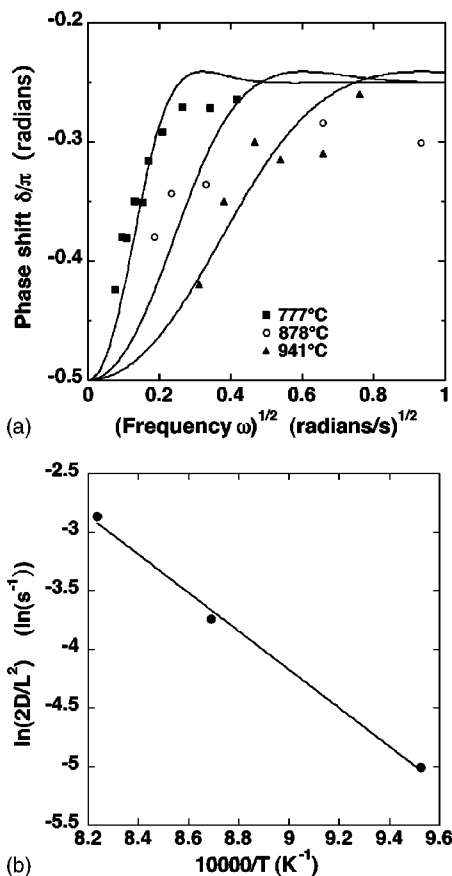 -0.2
-0.3
-0.4
-0.5
Phase shift δ/π (radians)
777°C
878°C
941°C
0 0.2 0.4 0.6 0.8 1
(a) (Frequency ω)^1/2 (radians/s)^1/2
-2.5
-3
-3.5
-4
-4.5
-5
-5.5
ln(2D/L²) (ln(s⁻¹))
8.2 8.4 8.6 8.8 9 9.2 9.4 9.6
(b) 10000/T (K⁻¹)